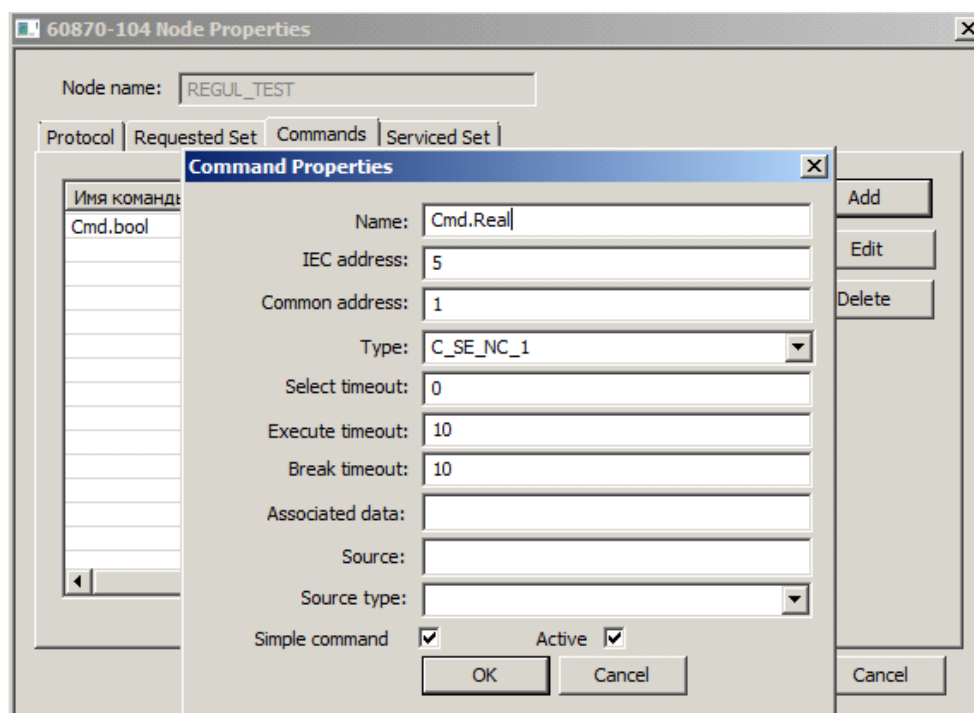 60870-104 Node Properties
Node name: REGUL_TEST
Protocol Requested Set Commands Serviced Set
Command Properties
Имя команды
Add
Cmd.bool
Edit
Delete
Name: Cmd.Real
IEC address: 5
Common address: 1
Type: C_SE_NC_1
Select timeout: 0
Execute timeout: 10
Break timeout: 10
Associated data:
Source:
Source type:
Simple command Active
OK Cancel
Cancel